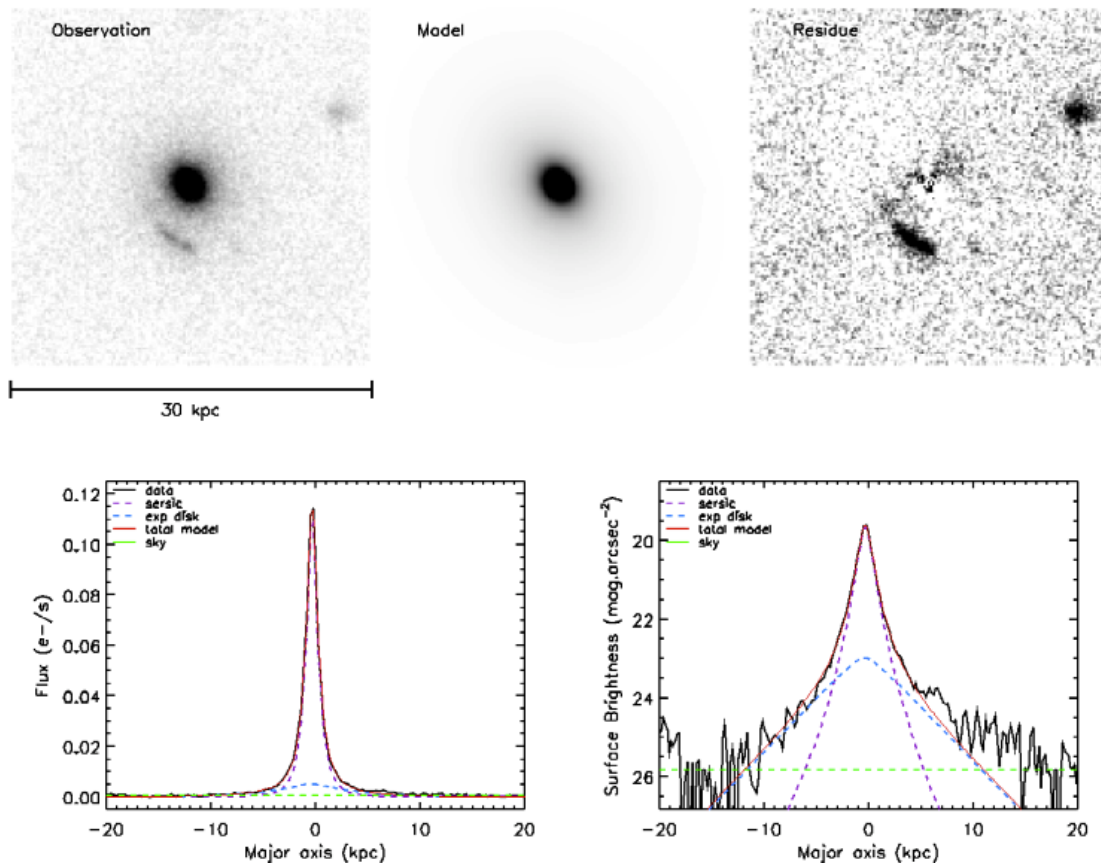 Observation
Model
Residue
30 kpc
data
sersic
exp disk
total model
sky
0.12
0.10
0.08
0.06
0.04
0.02
0.00
Flux (e-/s)
-20 -10 0 10 20
Major axis (kpc)
data
sersic
exp disk
total model
sky
20
22
24
26
Surface Brightness (mag.arcsec-2)
-20 -10 0 10 20
Major axis (kpc)